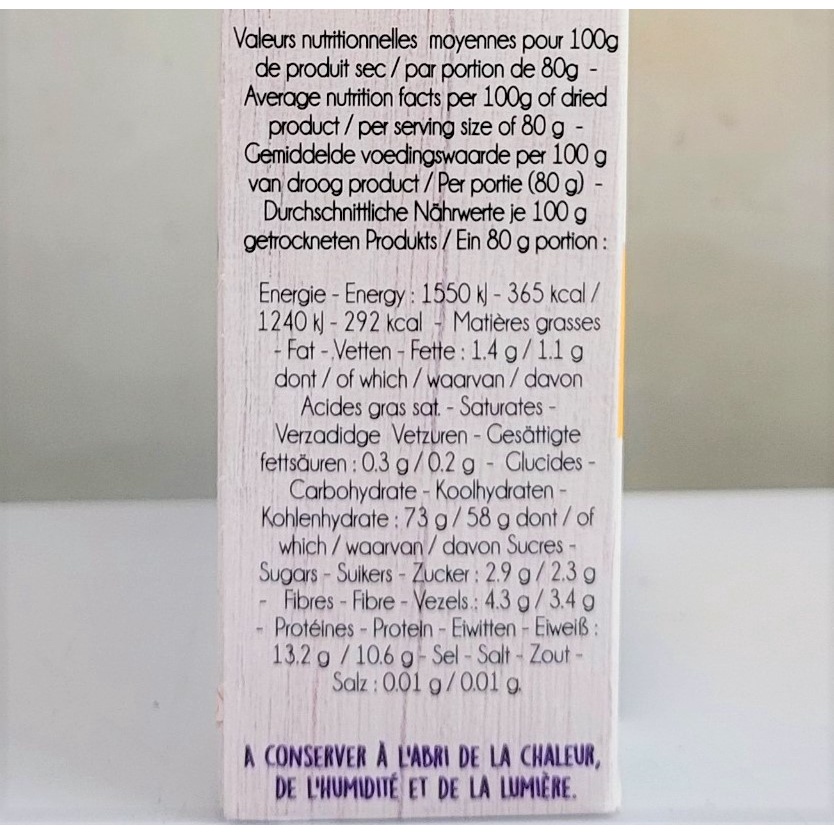 Valeurs nutritionnelles moyennes pour 100g
de produit sec / par portion de 80g -
Average nutrition facts per 100g of dried
product / per serving size of 80 g -
Gemiddelde voedingswaarde per 100 g
van droog product / Per portie (80 g) -
Durchschnittliche Nährwerte je 100 g
getrockneten Produkts / Ein 80 g portion :
Energie - Energy : 1550 kJ - 365 kcal /
1240 kJ - 292 kcal - Matières grasses
- Fat - Vetten - Fette : 1.4 g / 1.1 g
dont / of which / waarvan / davon
Acides gras sat. - Saturates -
Verzadidge Vetzuren - Gesättigte
fettsäuren : 0.3 g / 0.2 g - Glucides -
Carbohydrate - Koolhydraten -
Kohlenhydrate : 73 g / 58 g dont / of
which / waarvan / davon Sucres -
Sugars - Suikers - Zucker : 2.9 g / 2.3 g
- Fibres - Fibre - Vezels.: 4.3 g / 3.4 g
- Protéines - Protein - Eiwitten - Eiweiß :
13.2 g / 10.6 g - Sel - Salt - Zout -
Salz : 0.01 g / 0.01 g.
A CONSERVER À L'ABRI DE LA CHALEUR,
DE L'HUMIDITÉ ET DE LA LUMIÈRE.